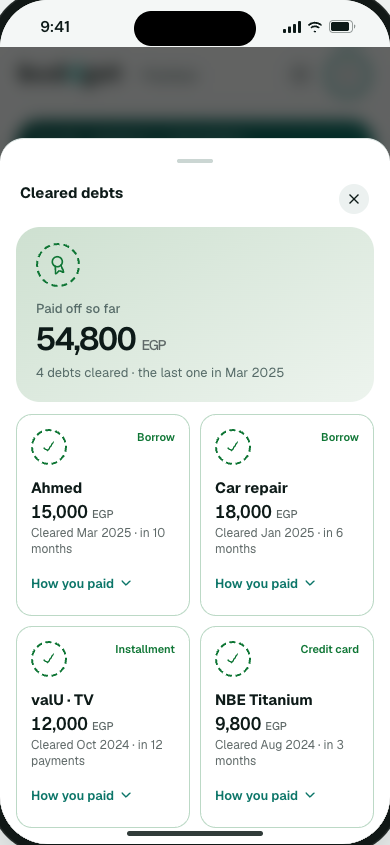 9:41
Cleared debts
Paid off so far
54,800 EGP
4 debts cleared · the last one in Mar 2025
Borrow
Ahmed
15,000 EGP
Cleared Mar 2025 · in 10
months
How you paid
Borrow
Car repair
18,000 EGP
Cleared Jan 2025 · in 6
months
How you paid
Installment
valU · TV
12,000 EGP
Cleared Oct 2024 · in 12
payments
How you paid
Credit card
NBE Titanium
9,800 EGP
Cleared Aug 2024 · in 3
months
How you paid